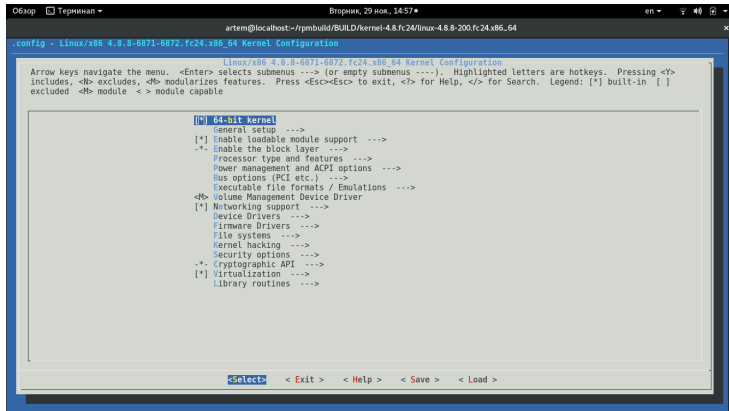 Обзор Терминал Вторник, 29 ноя., 14:57 en
artem@localhost:~/rpmbuild/BUILD/kernel-4.8.fc24/linux-4.8.8-200.fc24.x86_64 ×
.config - Linux/x86 4.8.8-6871-6872.fc24.x86_64 Kernel Configuration
Linux/x86 4.8.8-6871-6872.fc24.x86_64 Kernel Configuration
Arrow keys navigate the menu. <Enter> selects submenus ---> (or empty submenus ----). Highlighted letters are hotkeys. Pressing <Y>
includes, <N> excludes, <M> modularizes features. Press <Esc><Esc> to exit, <?> for Help, </> for Search. Legend: [*] built-in [ ]
excluded <M> module < > module capable
[*] 64-bit kernel
General setup --->
[*] Enable loadable module support --->
-*- Enable the block layer --->
Processor type and features --->
Power management and ACPI options --->
Bus options (PCI etc.) --->
Executable file formats / Emulations --->
<M> Volume Management Device Driver
[*] Networking support --->
Device Drivers --->
Firmware Drivers --->
File systems --->
Kernel hacking --->
Security options --->
-*- Cryptographic API --->
[*] Virtualization --->
Library routines --->
<Select> < Exit > < Help > < Save > < Load >